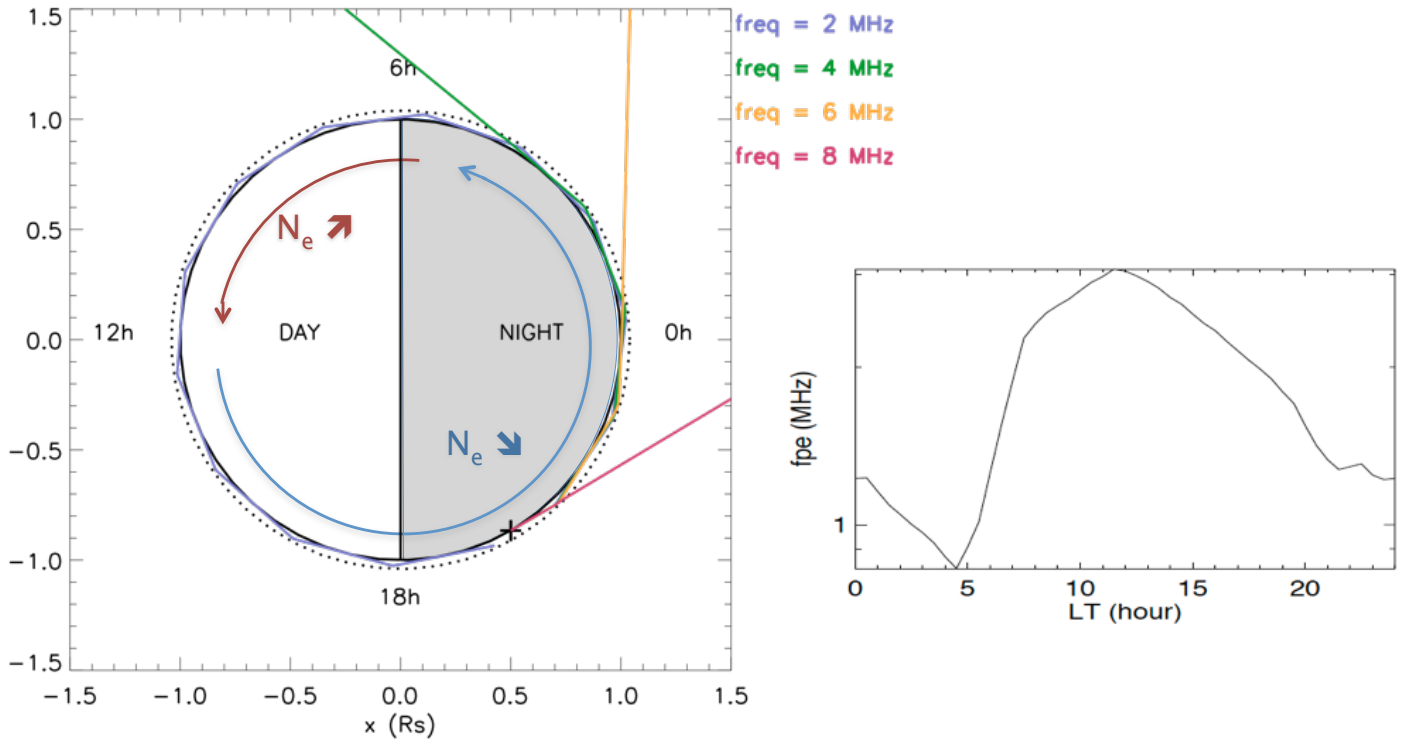 1.5
1.0
0.5
0.0
−0.5
−1.0
−1.5
−1.5 −1.0 −0.5 0.0 0.5 1.0 1.5
x (Rs)
6h
12h
DAY
NIGHT
0h
18h
Ne
Ne
freq = 2 MHz
freq = 4 MHz
freq = 6 MHz
freq = 8 MHz
fpe (MHz)
1
0 5 10 15 20
LT (hour)